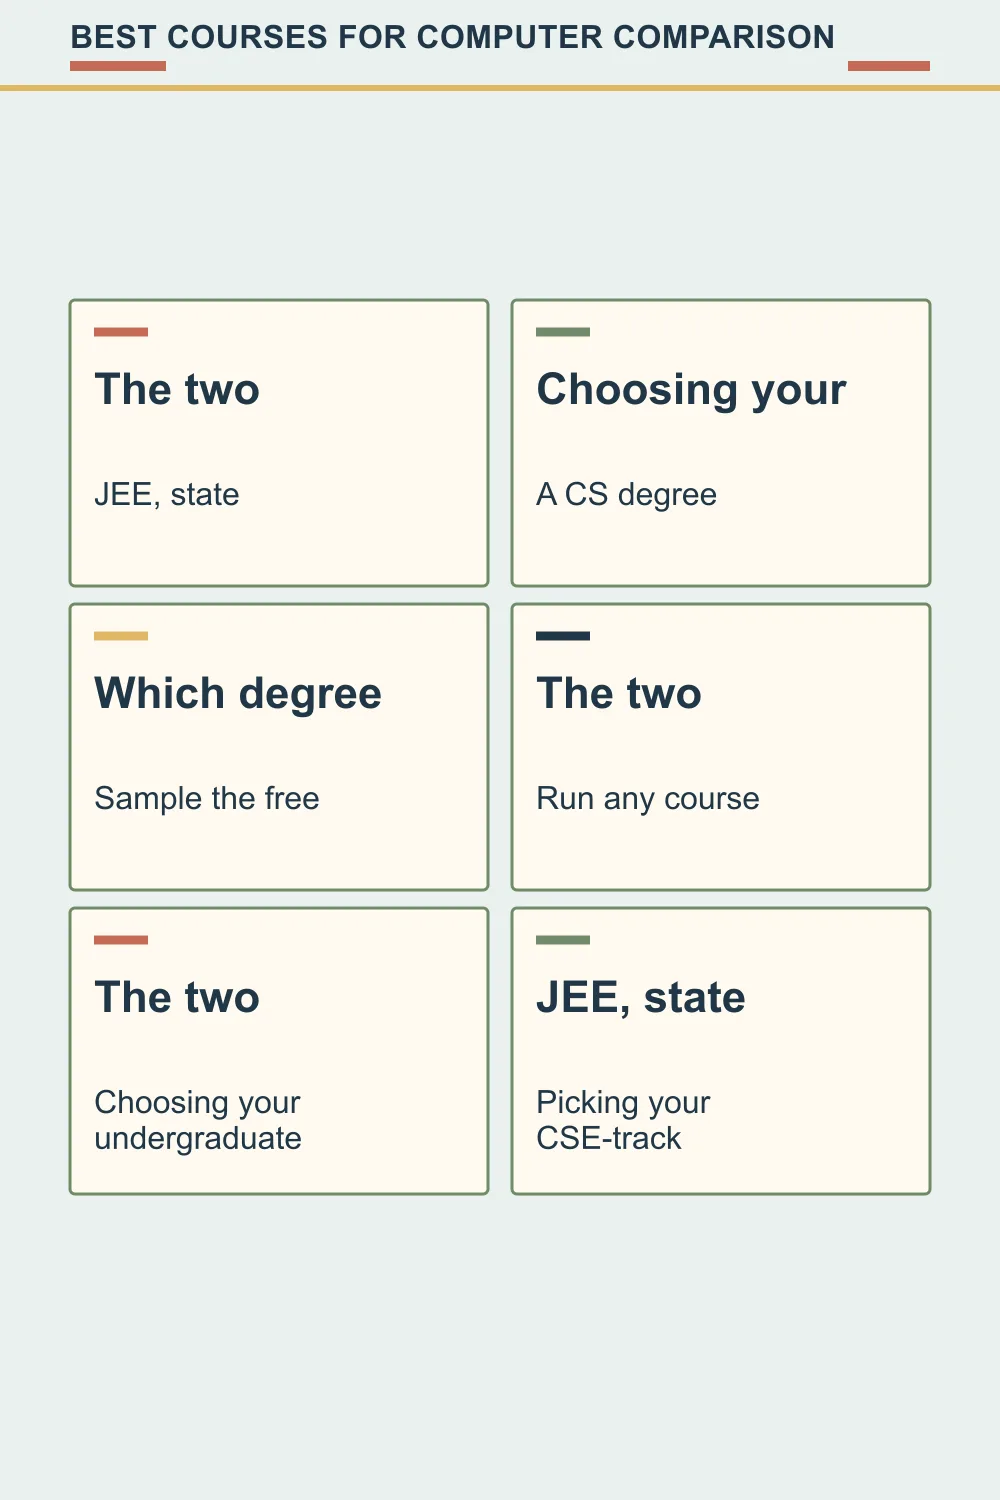 BEST COURSES FOR COMPUTER COMPARISON
The two
JEE, state
Choosing your
A CS degree
Which degree
Sample the free
The two
Run any course
The two
Choosing your
undergraduate
JEE, state
Picking your
CSE-track